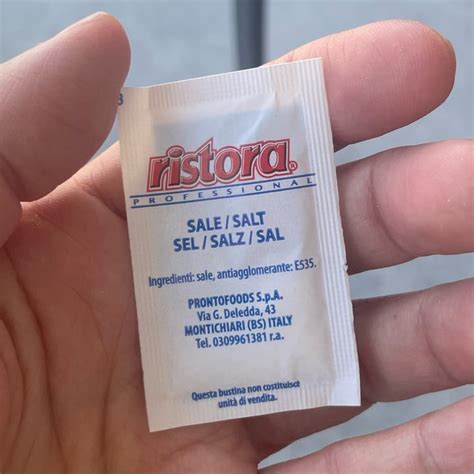 ristora®
PROFESSIONAL
SALE / SALT
SEL / SALZ / SAL
Ingredienti: sale, antiagglomerante: E535.
PRONTOFOODS S.p.A.
Via G. Deledda, 43
MONTICHIARI (BS) ITALY
Tel. 0309961381 r.a.
Questa bustina non costituisce
unità di vendita.